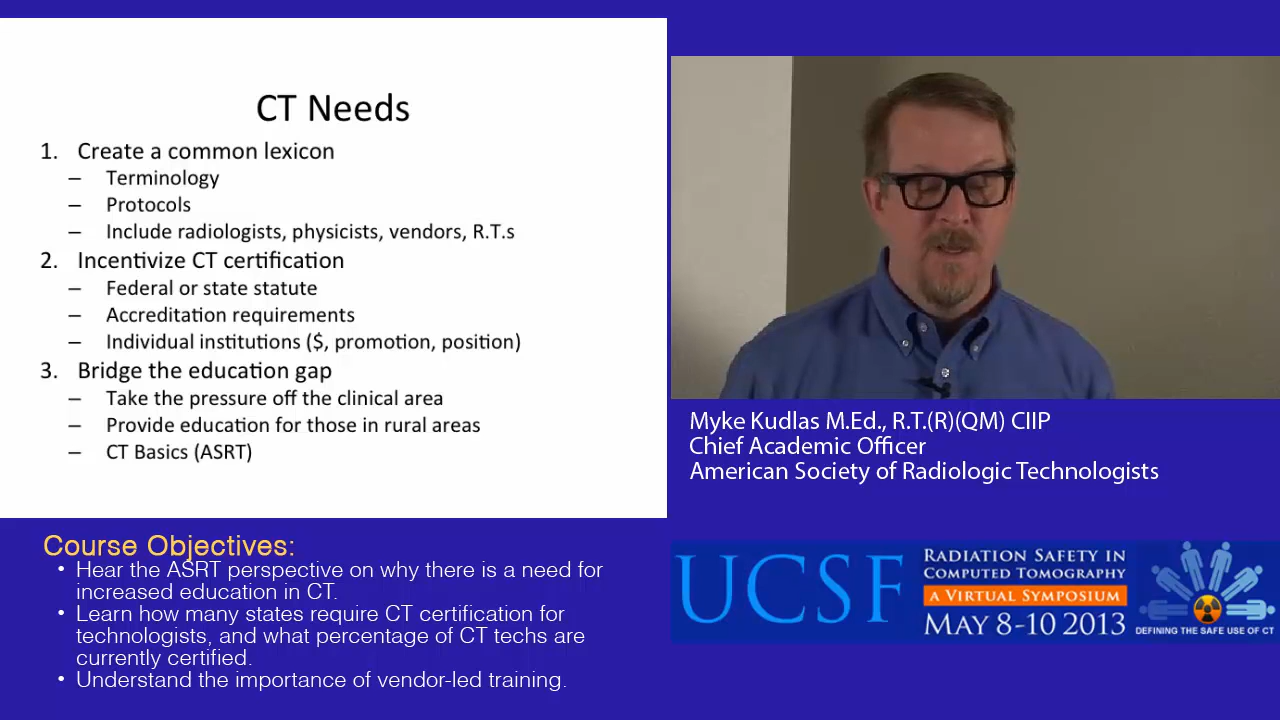 CT Needs
1. Create a common lexicon
– Terminology
– Protocols
– Include radiologists, physicists, vendors, R.T.s
2. Incentivize CT certification
– Federal or state statute
– Accreditation requirements
– Individual institutions ($, promotion, position)
3. Bridge the education gap
– Take the pressure off the clinical area
– Provide education for those in rural areas
– CT Basics (ASRT)
Myke Kudlas M.Ed., R.T.(R)(QM) CIIP
Chief Academic Officer
American Society of Radiologic Technologists
Course Objectives:
• Hear the ASRT perspective on why there is a need for
increased education in CT.
• Learn how many states require CT certification for
technologists, and what percentage of CT techs are
currently certified.
• Understand the importance of vendor-led training.
UCSF
RADIATION SAFETY IN
COMPUTED TOMOGRAPHY
A VIRTUAL SYMPOSIUM
MAY 8-10 2013
DEFINING THE SAFE USE OF CT